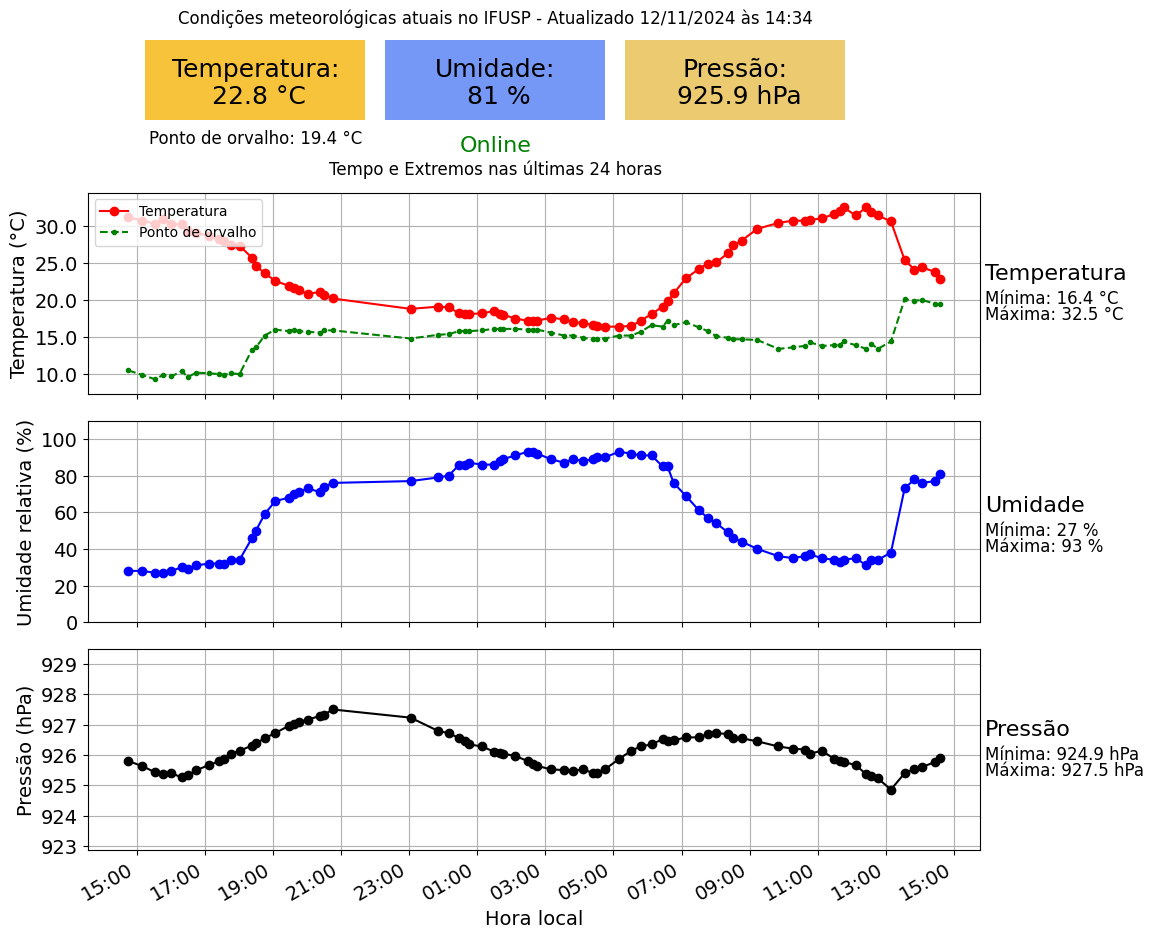 Condições meteorológicas atuais no IFUSP - Atualizado 12/11/2024 às 14:34
Temperatura:
22.8 °C
Umidade:
81 %
Pressão:
925.9 hPa
Ponto de orvalho: 19.4 °C
Online
Tempo e Extremos nas últimas 24 horas
Temperatura (°C)
30.0
25.0
20.0
15.0
10.0
Temperatura
Ponto de orvalho
Temperatura
Mínima: 16.4 °C
Máxima: 32.5 °C
Umidade relativa (%)
100
80
60
40
20
0
Umidade
Mínima: 27 %
Máxima: 93 %
Pressão (hPa)
929
928
927
926
925
924
923
Pressão
Mínima: 924.9 hPa
Máxima: 927.5 hPa
15:00 17:00 19:00 21:00 23:00 01:00 03:00 05:00 07:00 09:00 11:00 13:00 15:00
Hora local